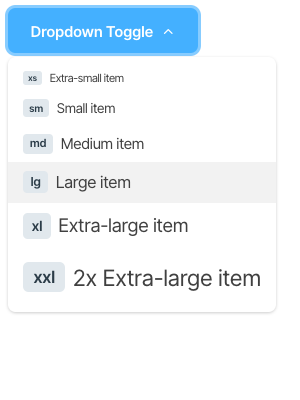 Dropdown Toggle
xs Extra-small item
sm Small item
md Medium item
lg Large item
xl Extra-large item
xxl 2x Extra-large item